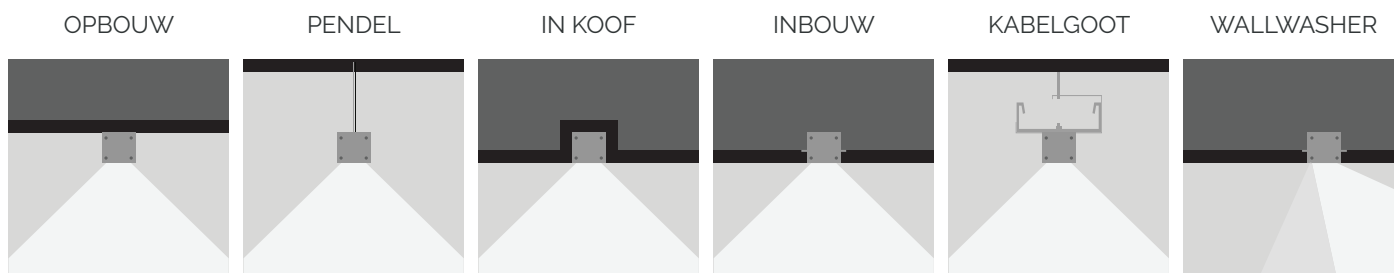 OPBOUW
PENDEL
IN KOOF
INBOUW
KABELGOOT
WALLWASHER